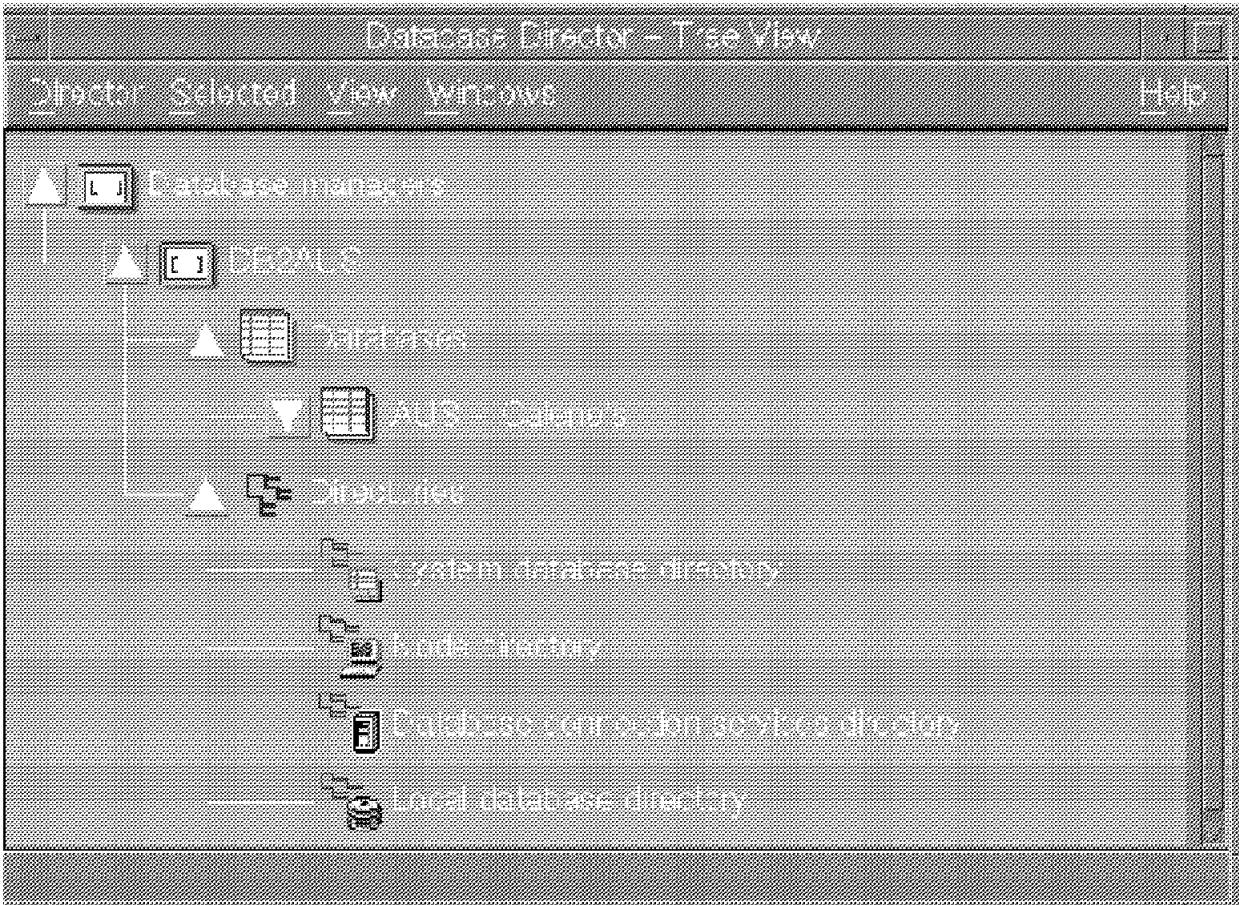 Database Director – Tree View
Director Selected View Windows Help
Database managers
Databases
AUS –
Directories
System database directory
Node directory
Database connection services directory
Local database directory